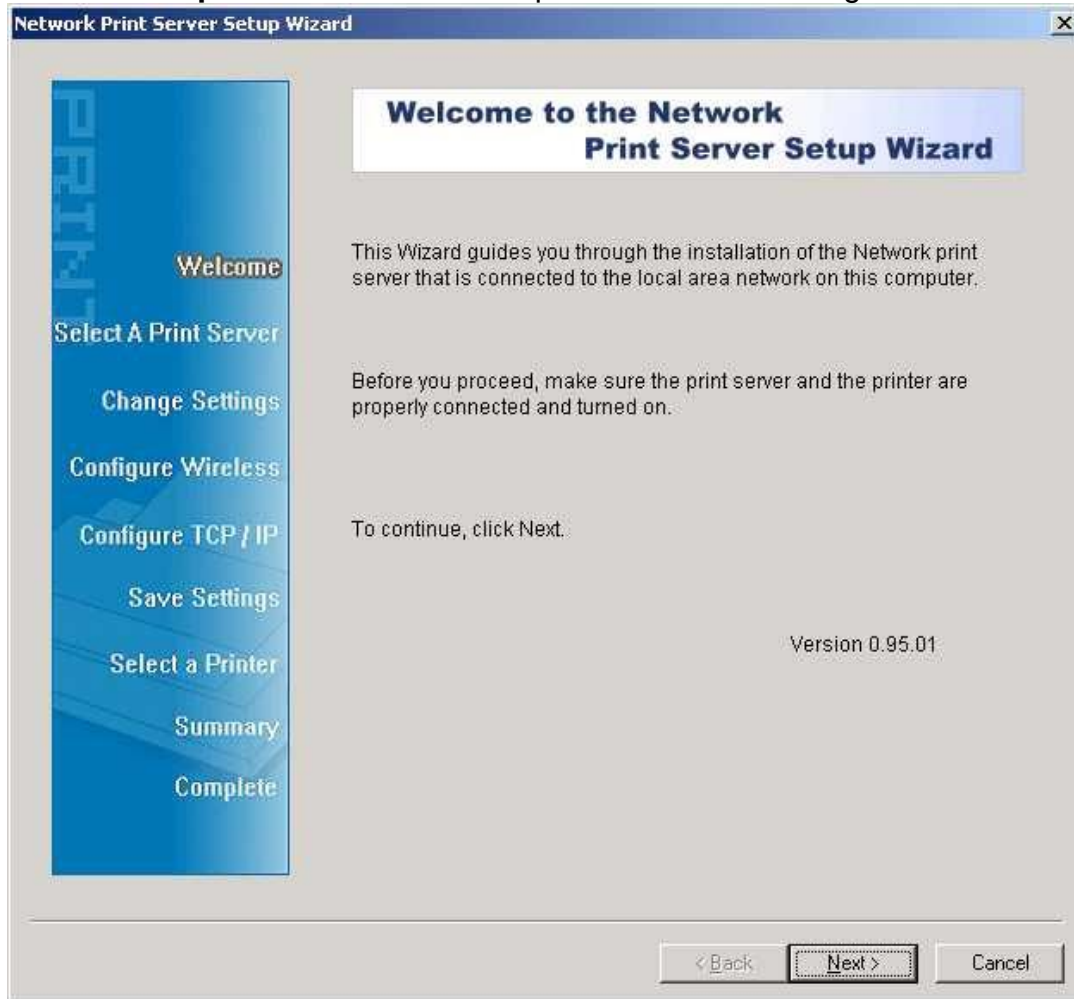 Network Print Server Setup Wizard
PRINT
Welcome to the Network
Print Server Setup Wizard
Welcome
Select A Print Server
Change Settings
Configure Wireless
Configure TCP / IP
Save Settings
Select a Printer
Summary
Complete
This Wizard guides you through the installation of the Network print
server that is connected to the local area network on this computer.
Before you proceed, make sure the print server and the printer are
properly connected and turned on.
To continue, click Next.
Version 0.95.01
< Back
Next >
Cancel